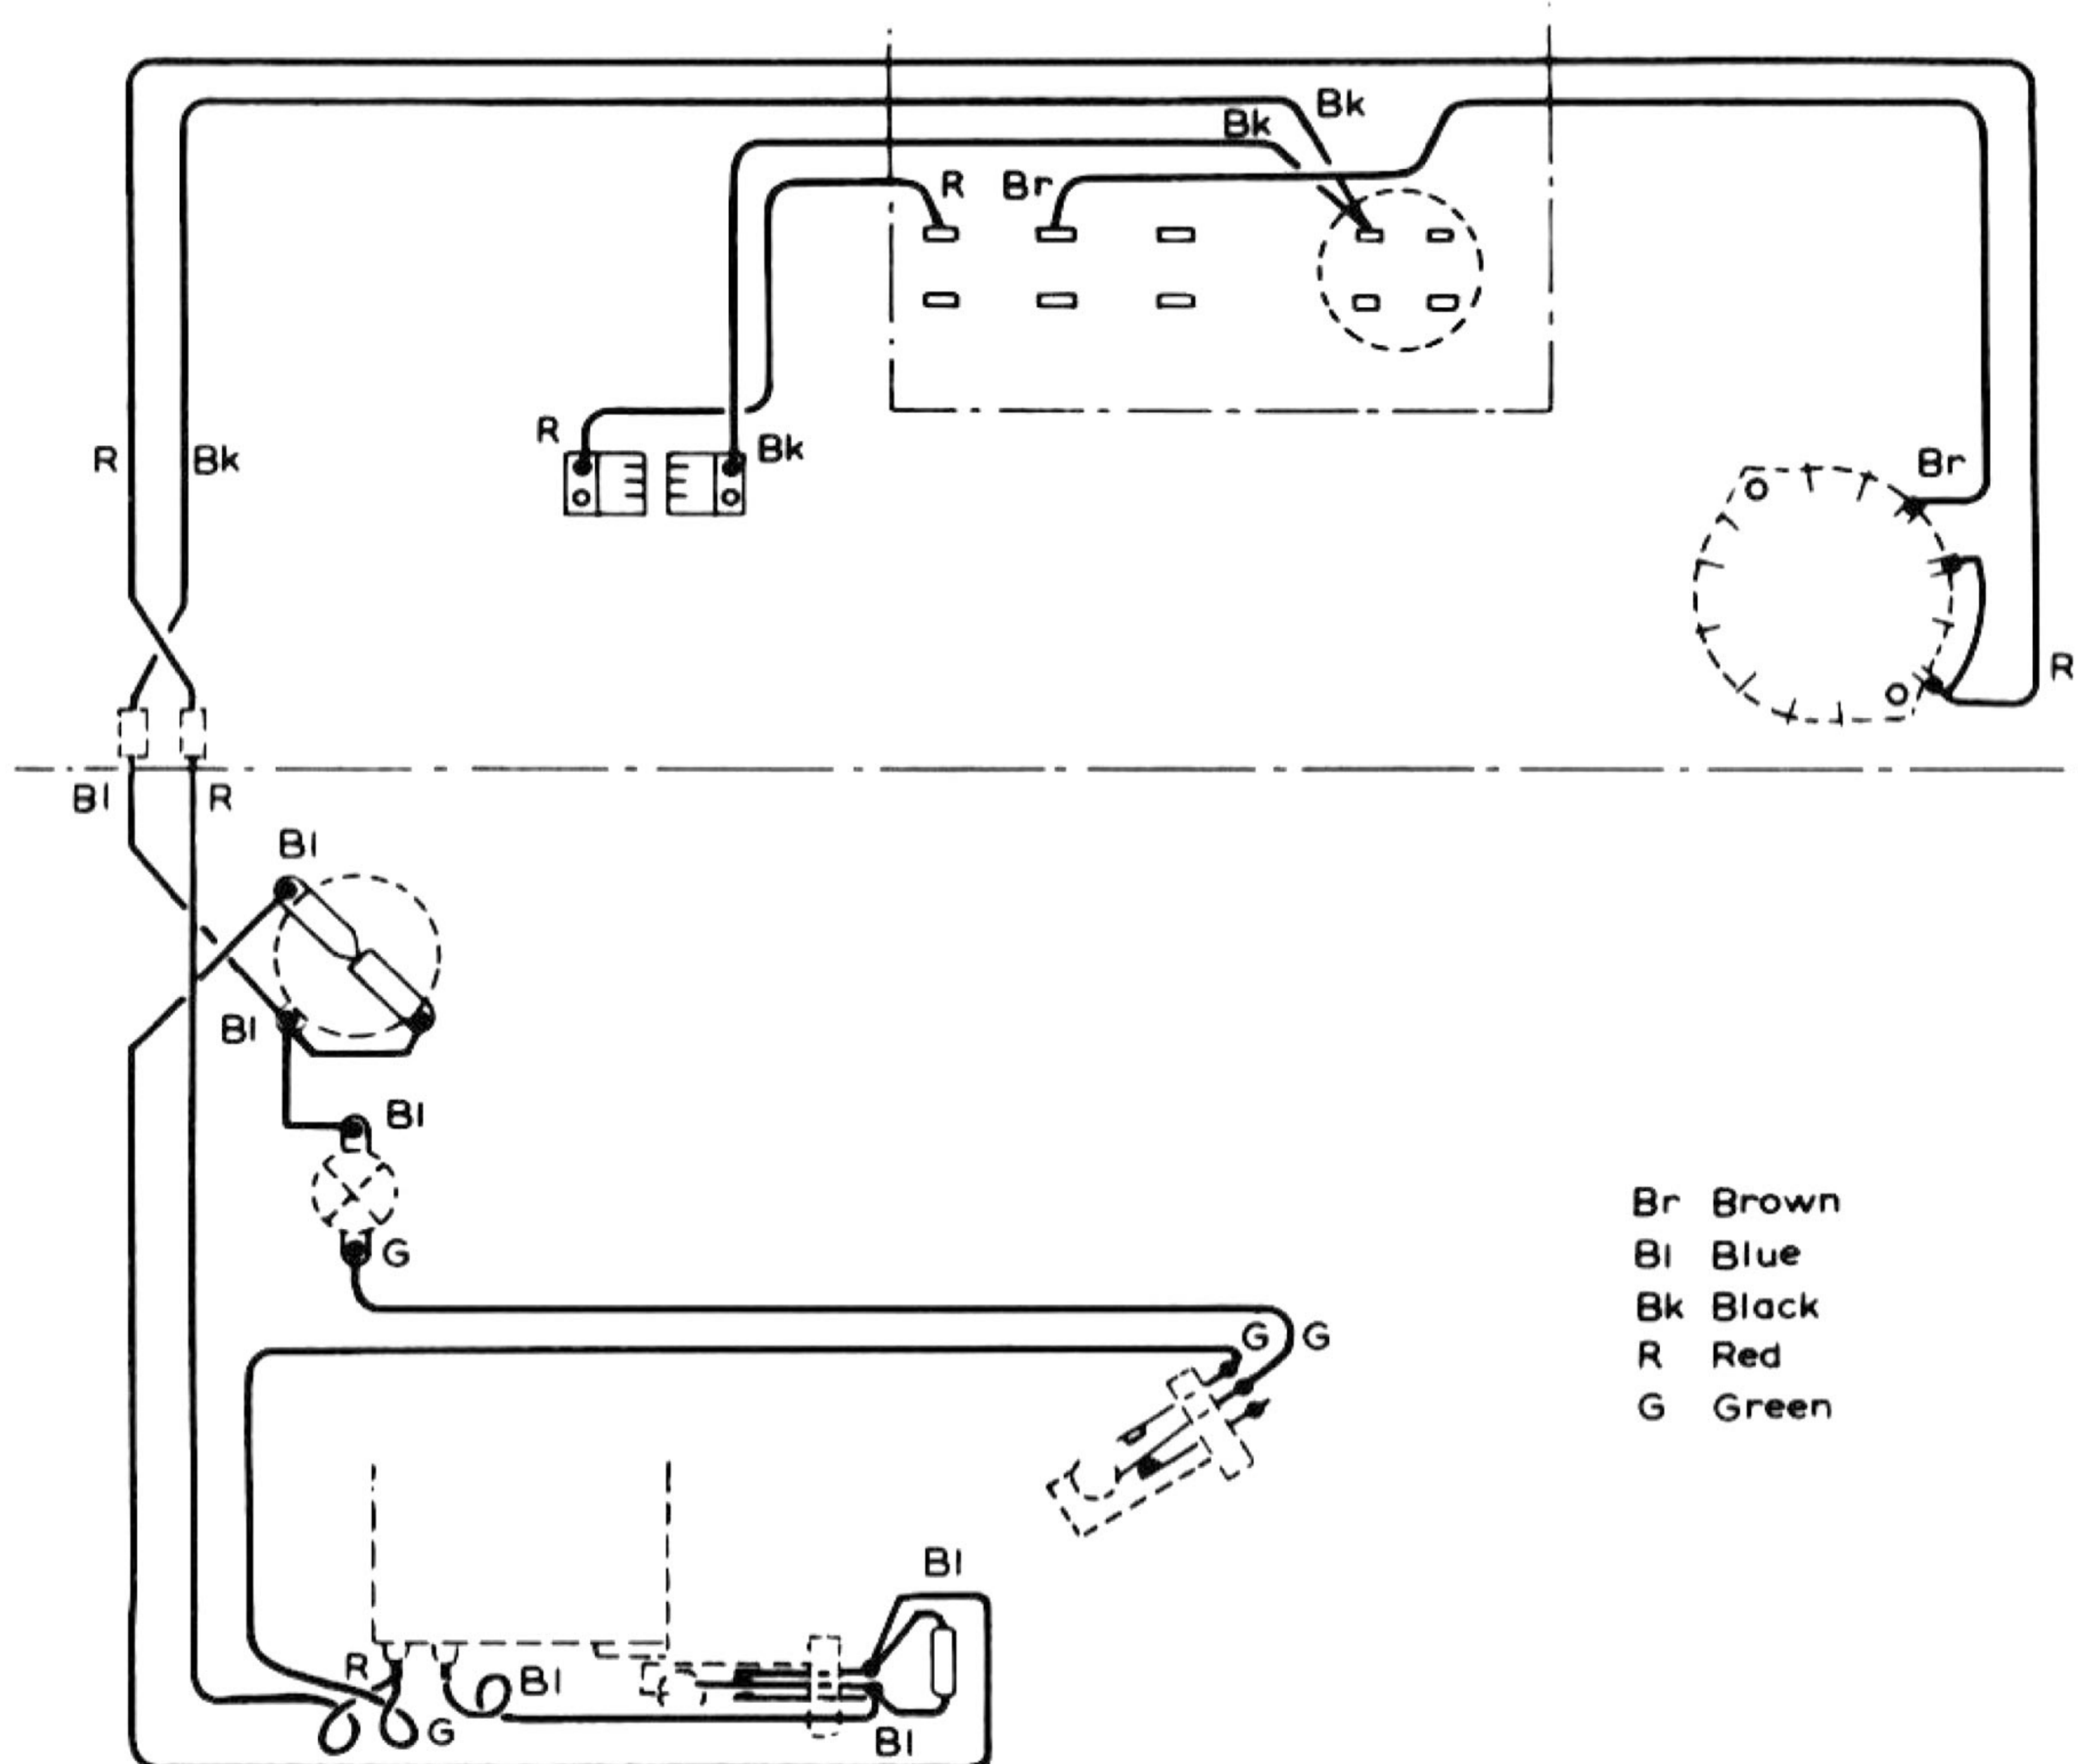 Bk
Bk
R Br
R
Bk
R Bk
Br
R
Bl R
Bl
Bl
Bl
G
G G
Br Brown
Bl Blue
Bk Black
R Red
G Green
Bl
R
Bl
G
Bl